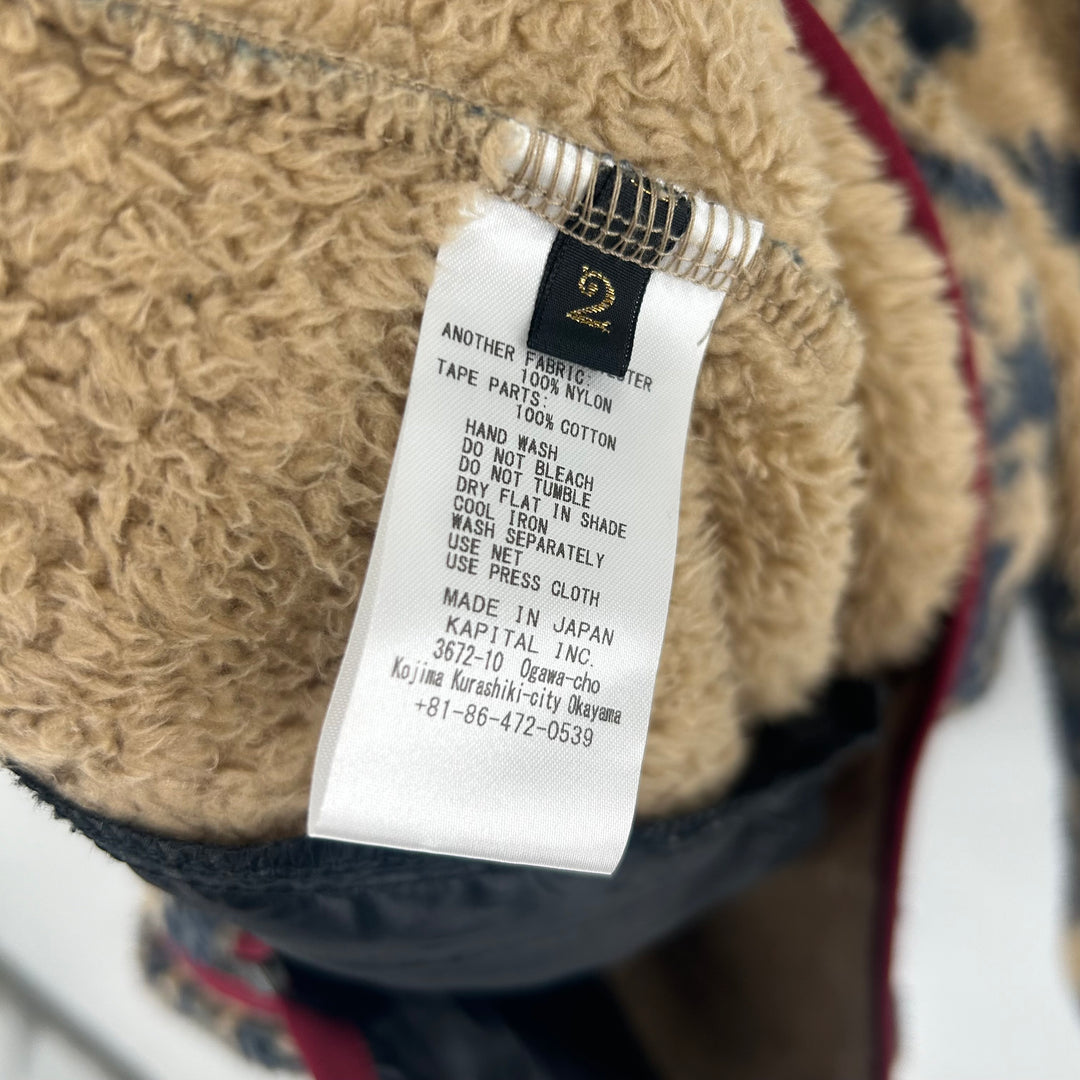 2
ANOTHER FABRIC:
100% NYLON
TAPE PARTS:
100% COTTON
HAND WASH
DO NOT BLEACH
DO NOT TUMBLE
DRY FLAT IN SHADE
COOL IRON
WASH SEPARATELY
USE NET
USE PRESS CLOTH
MADE IN JAPAN
KAPITAL INC.
3672-10 Ogawa-cho
Kojima Kurashiki-city Okayama
+81-86-472-0539